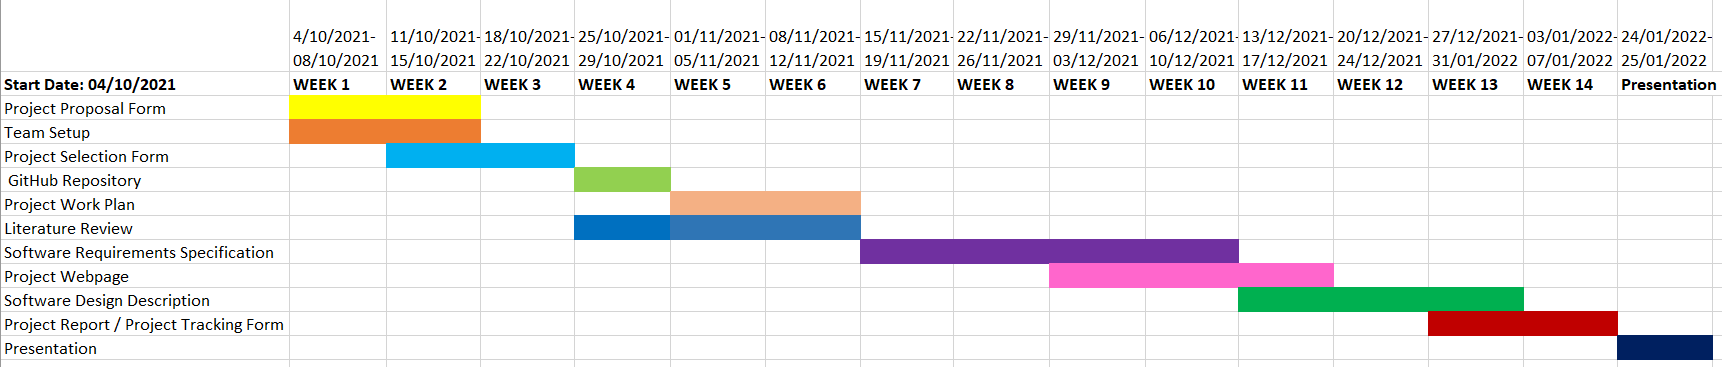 4/10/2021- 11/10/2021- 18/10/2021- 25/10/2021- 01/11/2021- 08/11/2021- 15/11/2021- 22/11/2021- 29/11/2021- 06/12/2021- 13/12/2021- 20/12/2021- 27/12/2021- 03/01/2022- 24/01/2022-
08/10/2021 15/10/2021 22/10/2021 29/10/2021 05/11/2021 12/11/2021 19/11/2021 26/11/2021 03/12/2021 10/12/2021 17/12/2021 24/12/2021 31/01/2022 07/01/2022 25/01/2022
Start Date: 04/10/2021 WEEK 1 WEEK 2 WEEK 3 WEEK 4 WEEK 5 WEEK 6 WEEK 7 WEEK 8 WEEK 9 WEEK 10 WEEK 11 WEEK 12 WEEK 13 WEEK 14 Presentation
Project Proposal Form
Team Setup
Project Selection Form
GitHub Repository
Project Work Plan
Literature Review
Software Requirements Specification
Project Webpage
Software Design Description
Project Report / Project Tracking Form
Presentation